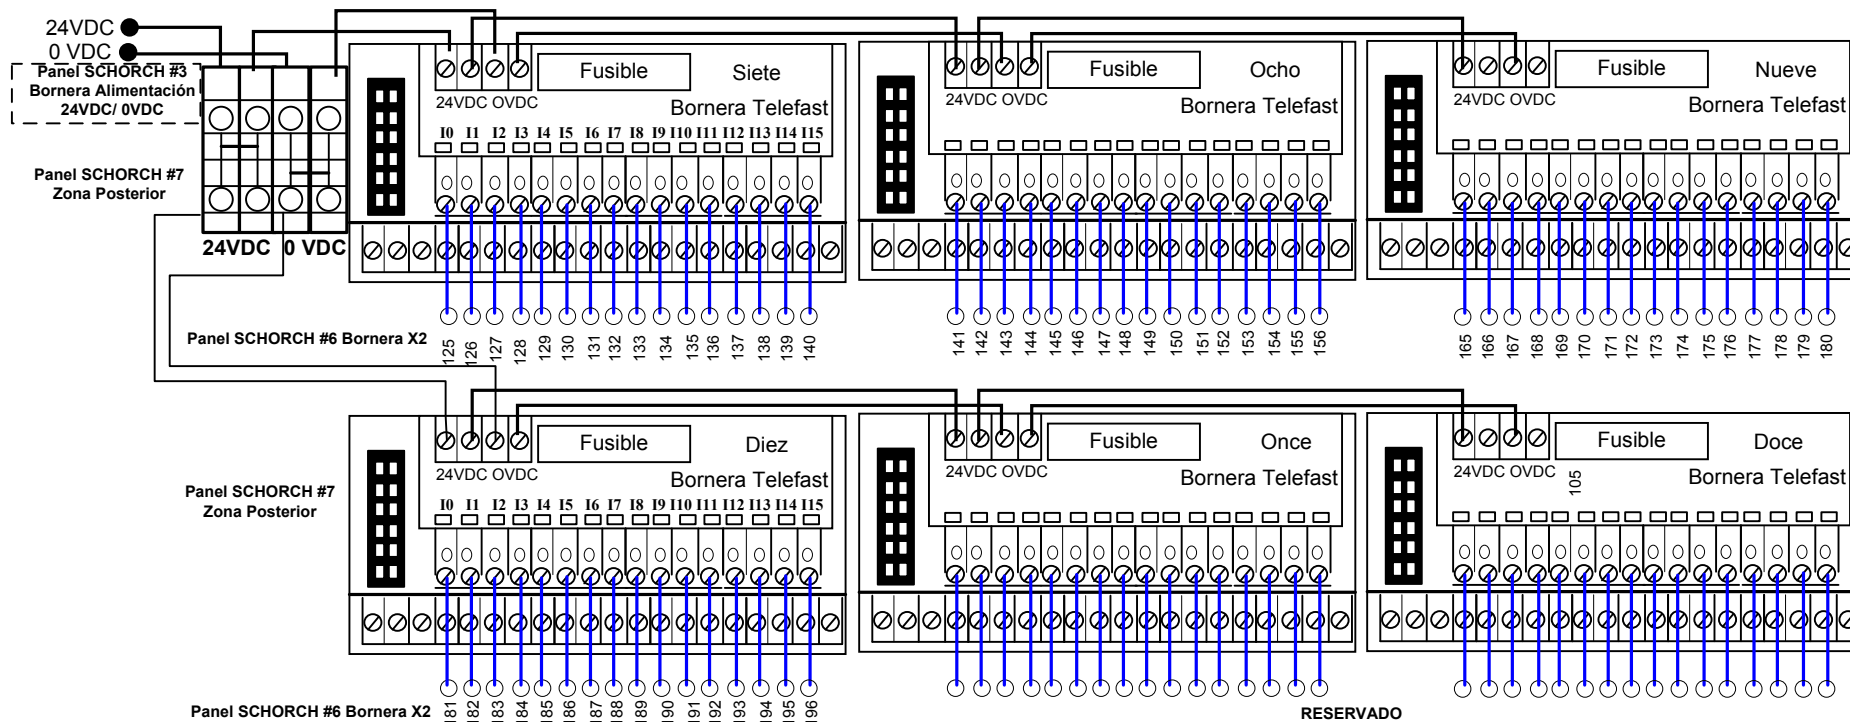 24VDC
0 VDC
Panel SCHORCH #3
Bornera Alimentación
24VDC/ 0VDC
Panel SCHORCH #7
Zona Posterior
24VDC 0 VDC
Fusible Siete
24VDC OVDC
Bornera Telefast
I0 I1 I2 I3 I4 I5 I6 I7 I8 I9 I10 I11 I12 I13 I14 I15
Fusible Ocho
24VDC OVDC
Bornera Telefast
Fusible Nueve
24VDC OVDC
Bornera Telefast
Panel SCHORCH #6 Bornera X2
125 126 127 128 129 130 131 132 133 134 135 136 137 138 139 140
141 142 143 144 145 146 147 148 149 150 151 152 153 154 155 156
165 166 167 168 169 170 171 172 173 174 175 176 177 178 179 180
Panel SCHORCH #7
Zona Posterior
Fusible Diez
24VDC OVDC
Bornera Telefast
I0 I1 I2 I3 I4 I5 I6 I7 I8 I9 I10 I11 I12 I13 I14 I15
Fusible Once
24VDC OVDC
Bornera Telefast
Fusible Doce
24VDC OVDC
105
Bornera Telefast
Panel SCHORCH #6 Bornera X2
181 182 183 184 185 186 187 188 189 190 191 192 193 194 195 196
RESERVADO